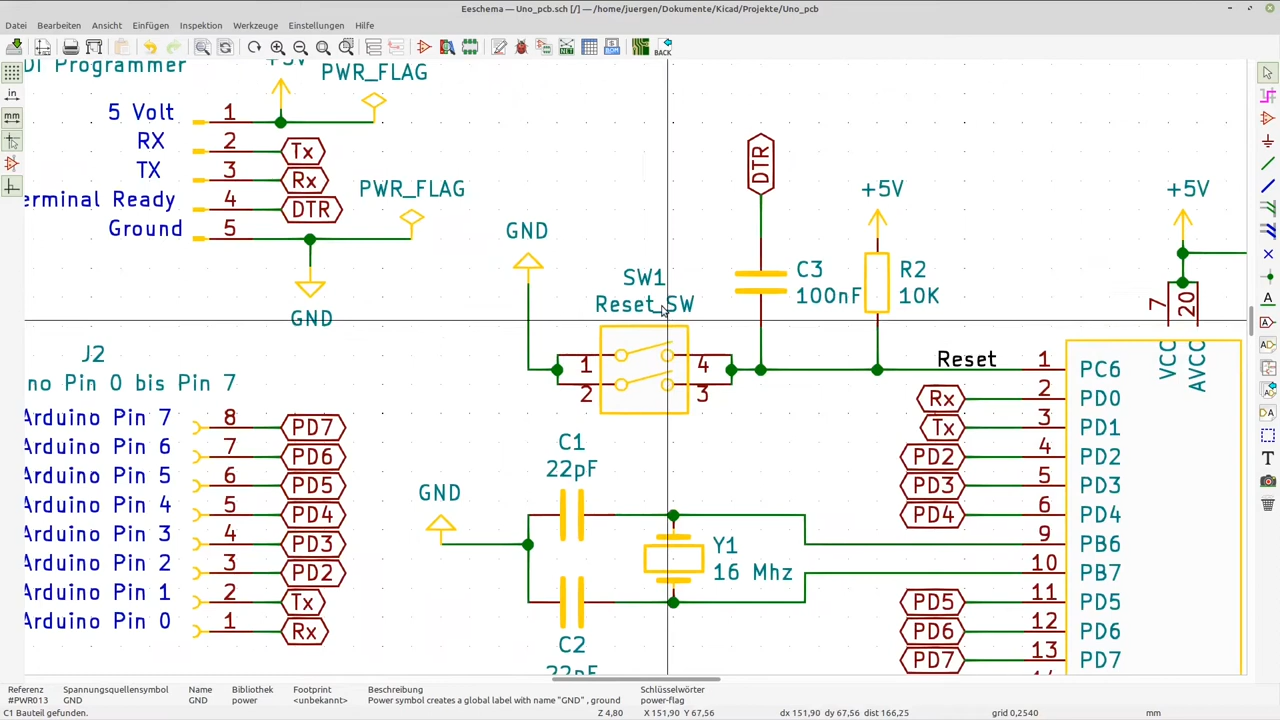 Eeschema — Uno_pcb.sch [/] — /home/juergen/Dokumente/Kicad/Projekte/Uno_pcb
Datei Bearbeiten Ansicht Einfügen Inspektion Werkzeuge Einstellungen Hilfe
BACK
in
mm
DI Programmer
+5V
PWR_FLAG
5 Volt 1
RX 2 Tx
TX 3 Rx
erminal Ready 4 DTR
Ground 5
PWR_FLAG
GND
GND
SW1
Reset_SW
1 4
2 3
DTR
C3
100nF
+5V
R2
10K
+5V
7
20
VCC
AVCC
J2
no Pin 0 bis Pin 7
Arduino Pin 7 8 PD7
Arduino Pin 6 7 PD6
Arduino Pin 5 6 PD5
Arduino Pin 4 5 PD4
Arduino Pin 3 4 PD3
Arduino Pin 2 3 PD2
Arduino Pin 1 2 Tx
Arduino Pin 0 1 Rx
GND
C1
22pF
C2
22pF
Y1
16 Mhz
Reset 1 PC6
Rx 2 PD0
Tx 3 PD1
PD2 4 PD2
PD3 5 PD3
PD4 6 PD4
9 PB6
10 PB7
PD5 11 PD5
PD6 12 PD6
PD7 13 PD7
Referenz Spannungsquellensymbol Name Bibliothek Footprint Beschreibung Schlüsselwörter
#PWR013 GND GND power <unbekannt> Power symbol creates a global label with name "GND" , ground power-flag
C1 Bauteil gefunden. Z 4,80 X 151,90 Y 67,56 dx 151,90 dy 67,56 dist 166,25 grid 0,2540 mm